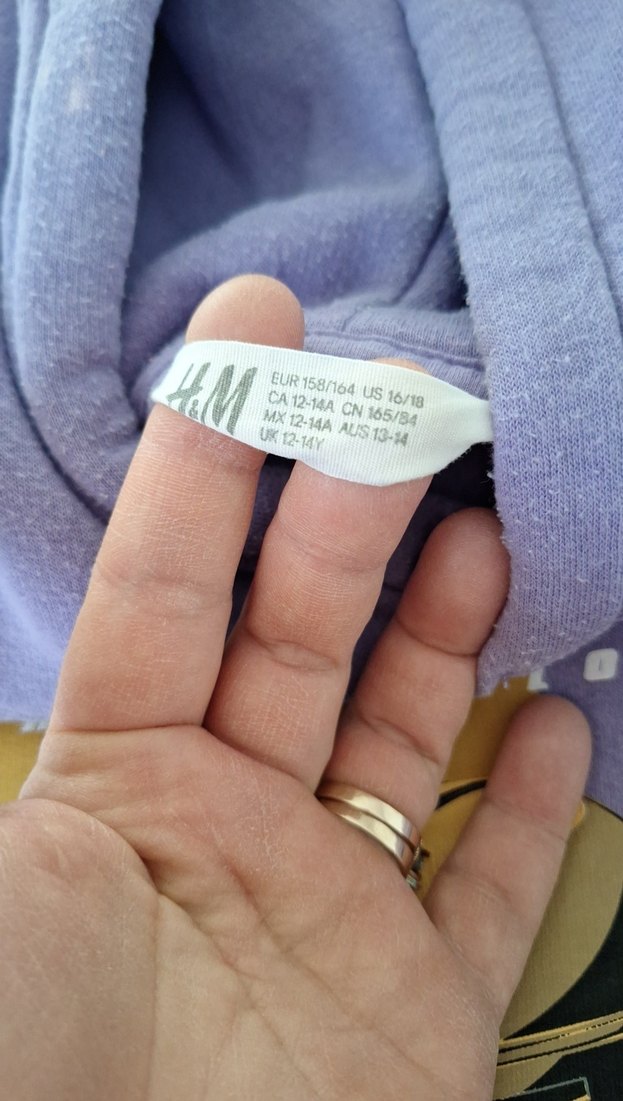 H&M
EUR 158/164 US 16/18
CA 12-14A CN 165/84
MX 12-14A AUS 13-14
UK 12-14Y